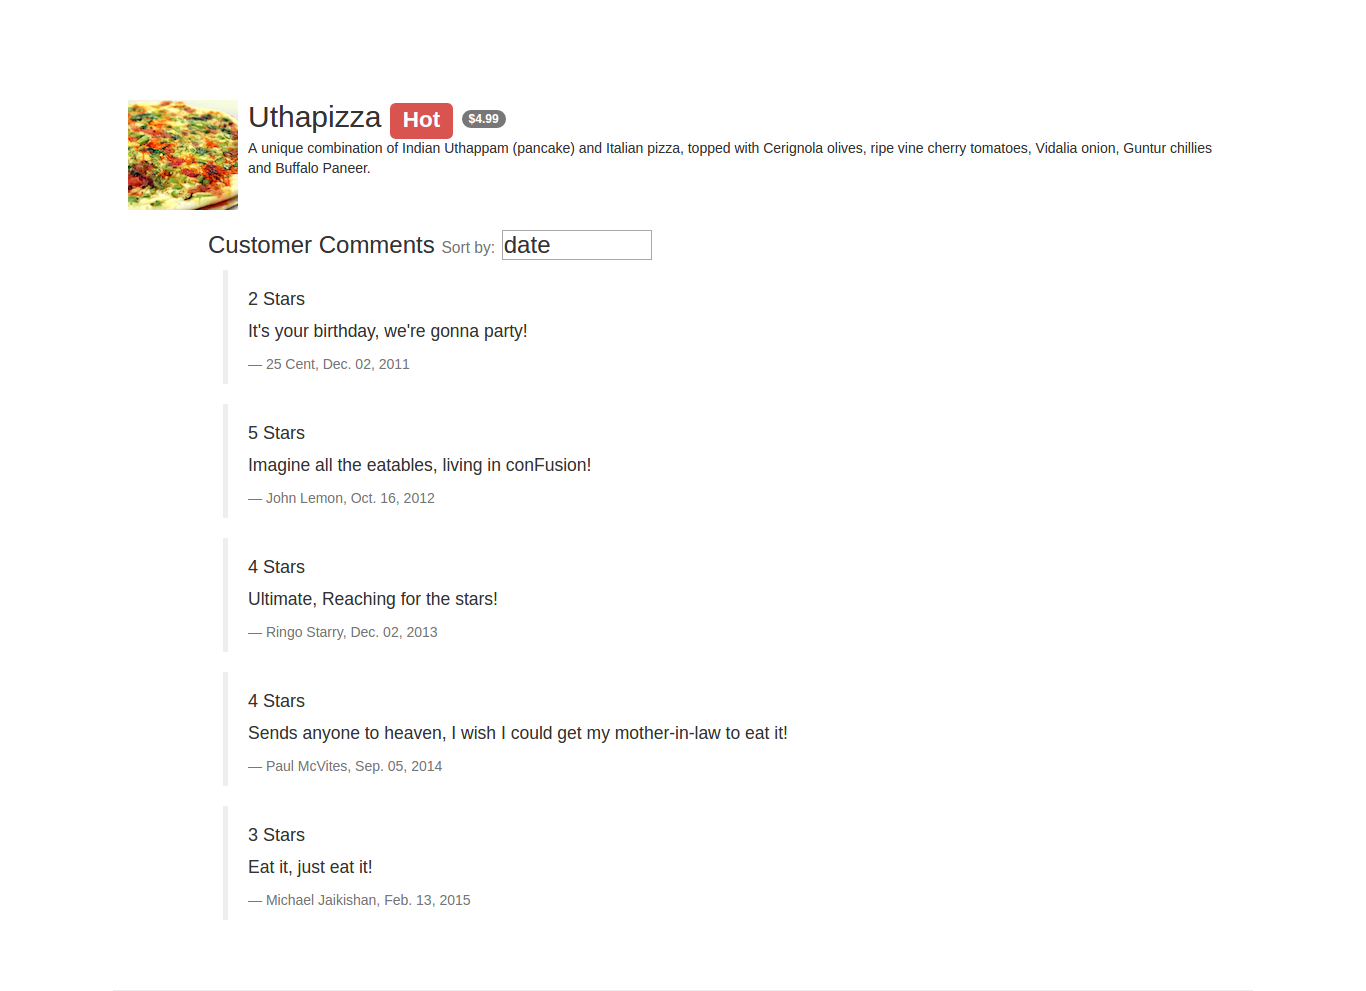 Uthapizza Hot $4.99
A unique combination of Indian Uthappam (pancake) and Italian pizza, topped with Cerignola olives, ripe vine cherry tomatoes, Vidalia onion, Guntur chillies
and Buffalo Paneer.
Customer Comments Sort by: date
2 Stars
It's your birthday, we're gonna party!
— 25 Cent, Dec. 02, 2011
5 Stars
Imagine all the eatables, living in conFusion!
— John Lemon, Oct. 16, 2012
4 Stars
Ultimate, Reaching for the stars!
— Ringo Starry, Dec. 02, 2013
4 Stars
Sends anyone to heaven, I wish I could get my mother-in-law to eat it!
— Paul McVites, Sep. 05, 2014
3 Stars
Eat it, just eat it!
— Michael Jaikishan, Feb. 13, 2015